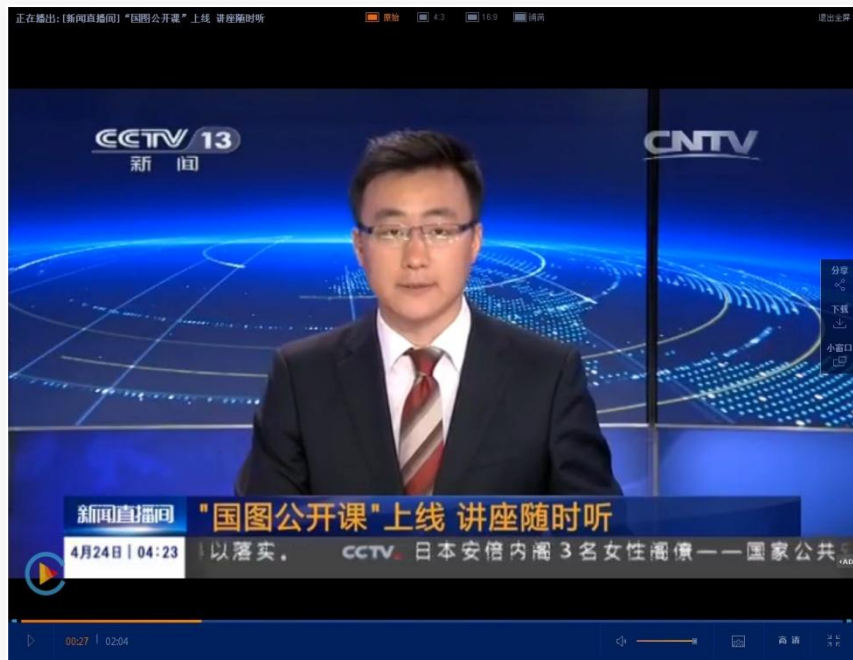 正在播出:[新闻直播间]“国图公开课”上线 讲座随时听
原始
4:3
16:9
铺满
退出全屏
CCTV 13
新闻
CNTV
分享
下载
小窗口
新闻直播间
"国图公开课"上线 讲座随时听
4月24日 04:23
以落实。 CCTV 日本安倍内阁3名女性阁僚——国家公共
+AD
00:27 02:04
高清